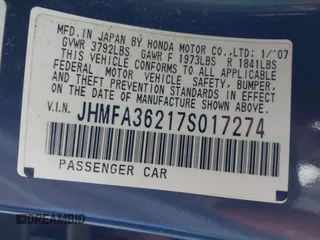 MFD. IN JAPAN BY HONDA MOTOR CO., LTD: 1/'07
GVWR 3792LBS GAWR F 1973LBS R 1841LBS
THIS VEHICLE CONFORMS TO ALL APPLICABLE
FEDERAL MOTOR VEHICLE SAFETY, BUMPER, AND
THEFT PREVENTION STANDARDS IN EFFECT ON
THE DATE OF MANUFACTURE SHOWN ABOVE.
V.I.N. JHMFA36217S017274
PASSENGER CAR
DREAMBID